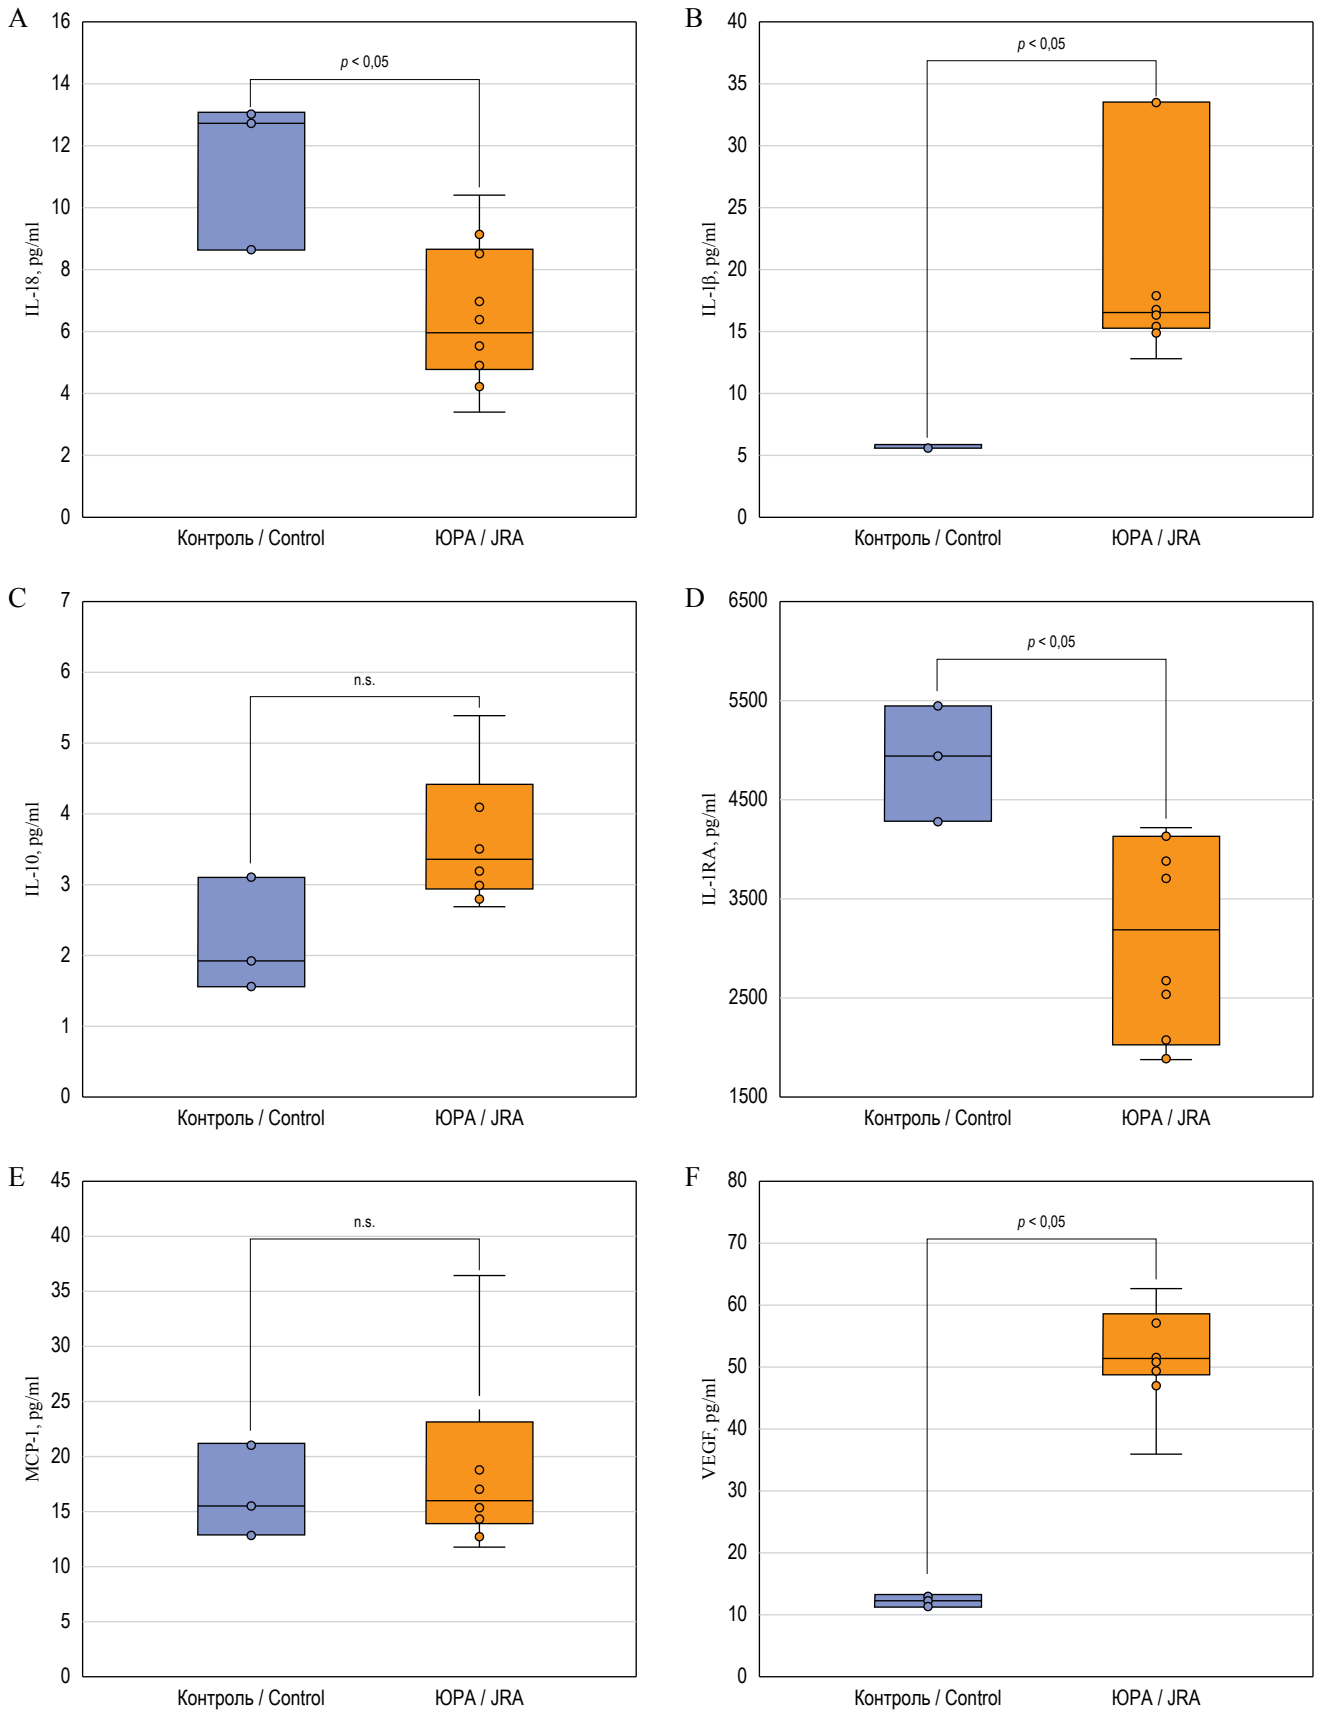 A
16
14
12
10
8
6
4
2
0
IL-18, pg/ml
p < 0,05
Контроль / Control
ЮРА / JRA
B
40
35
30
25
20
15
10
5
0
IL-1β, pg/ml
p < 0,05
Контроль / Control
ЮРА / JRA
C
7
6
5
4
3
2
1
0
IL-10, pg/ml
n.s.
Контроль / Control
ЮРА / JRA
D
6500
5500
4500
3500
2500
1500
IL-1RA, pg/ml
p < 0,05
Контроль / Control
ЮРА / JRA
E
45
40
35
30
25
20
15
10
5
0
MCP-1, pg/ml
n.s.
Контроль / Control
ЮРА / JRA
F
80
70
60
50
40
30
20
10
0
VEGF, pg/ml
p < 0,05
Контроль / Control
ЮРА / JRA